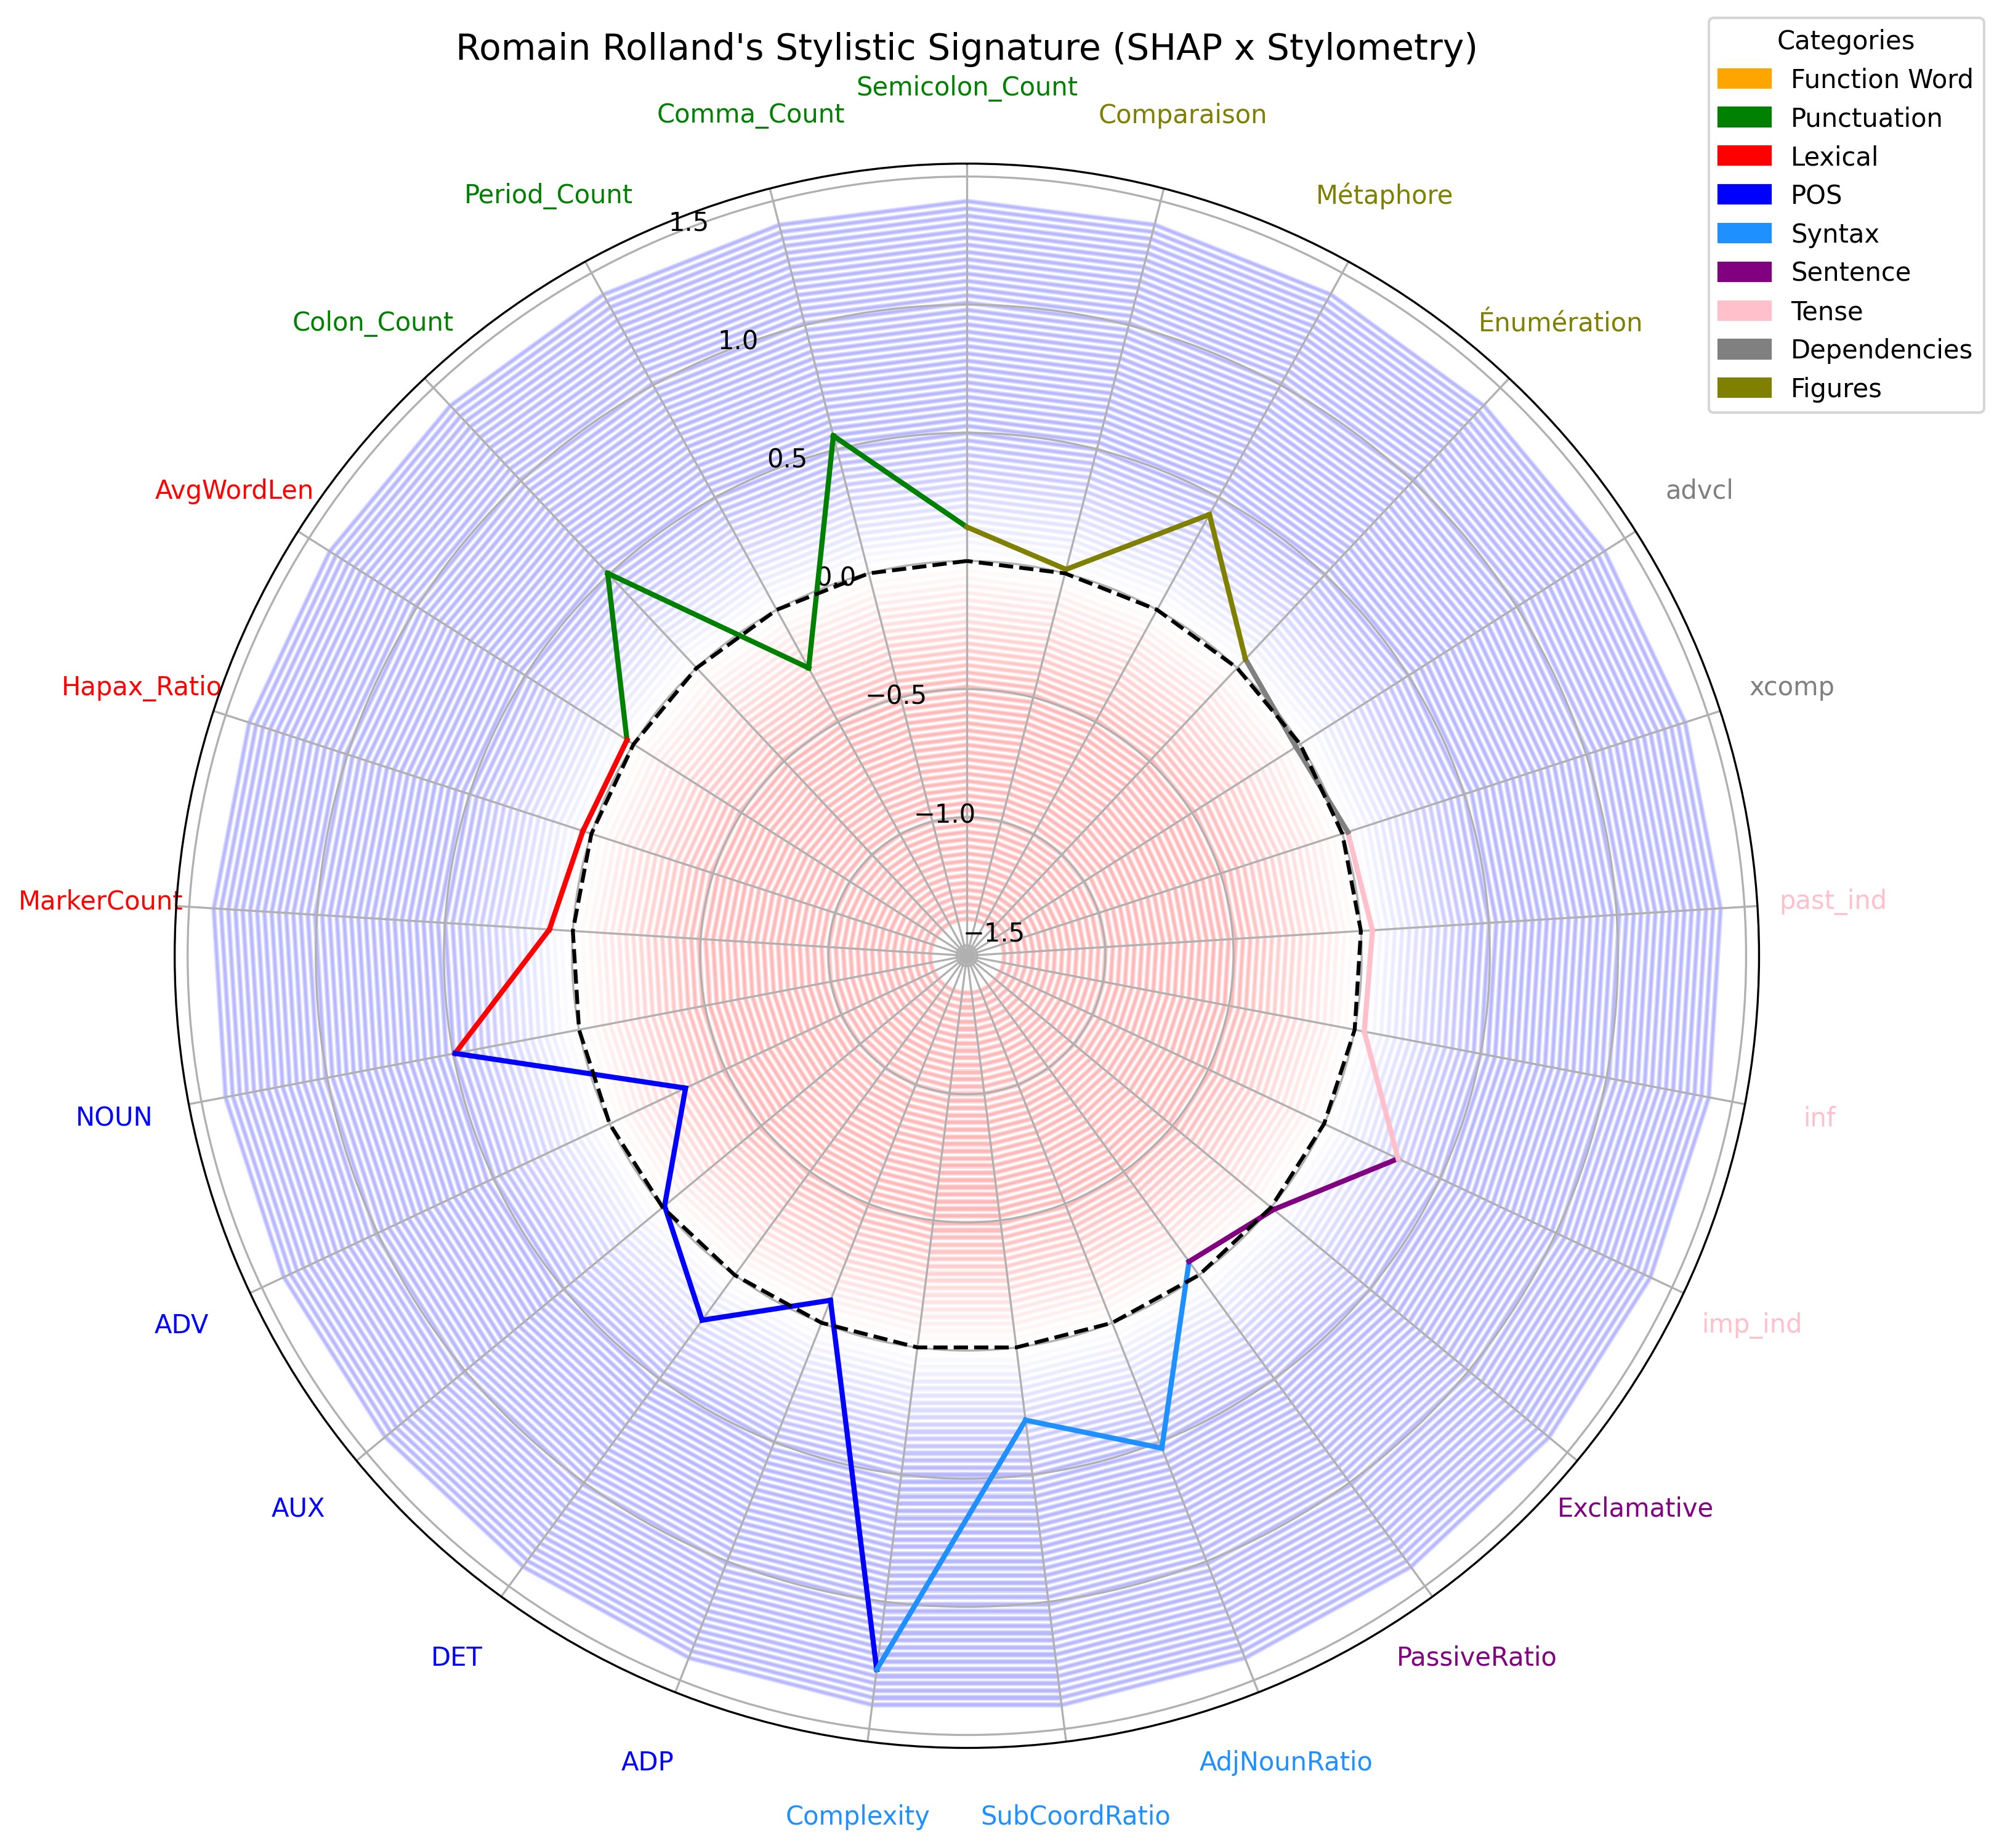 Romain Rolland's Stylistic Signature (SHAP x Stylometry)
Categories
Function Word
Punctuation
Lexical
POS
Syntax
Sentence
Tense
Dependencies
Figures
Semicolon_Count
Comma_Count
Comparaison
Period_Count
Métaphore
Colon_Count
Énumération
AvgWordLen
advcl
Hapax_Ratio
xcomp
MarkerCount
past_ind
NOUN
inf
ADV
imp_ind
AUX
Exclamative
DET
PassiveRatio
ADP
AdjNounRatio
Complexity
SubCoordRatio
1.5
1.0
0.5
0.0
−0.5
−1.0
−1.5